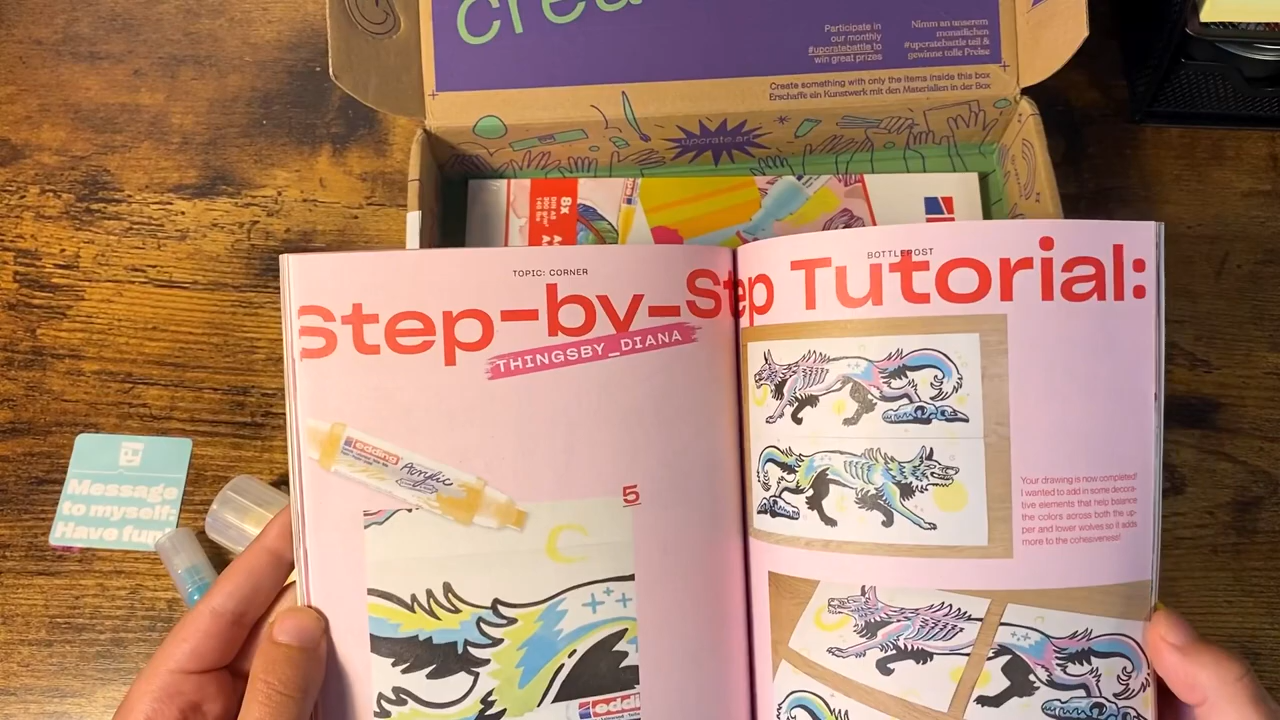 crea
Participate in
our monthly
#upcratebattle to
win great prizes
Nimm an unserem
monatlichen
#upcratebattle teil &
gewinne tolle Preise
Create something with only the items inside this box
Erschaffe ein Kunstwerk mit den Materialien in der Box
upcrate.art
8x
TOPIC: CORNER
BOTTLEPOST
Step-by-Step Tutorial:
THINGSBY_DIANA
edding
Acrylic
5
Your drawing is now completed!
I wanted to add in some decora-
tive elements that help balance
the colors across both the up-
per and lower wolves so it adds
more to the cohesiveness!
Message
to myself:
Have fun!
eddi